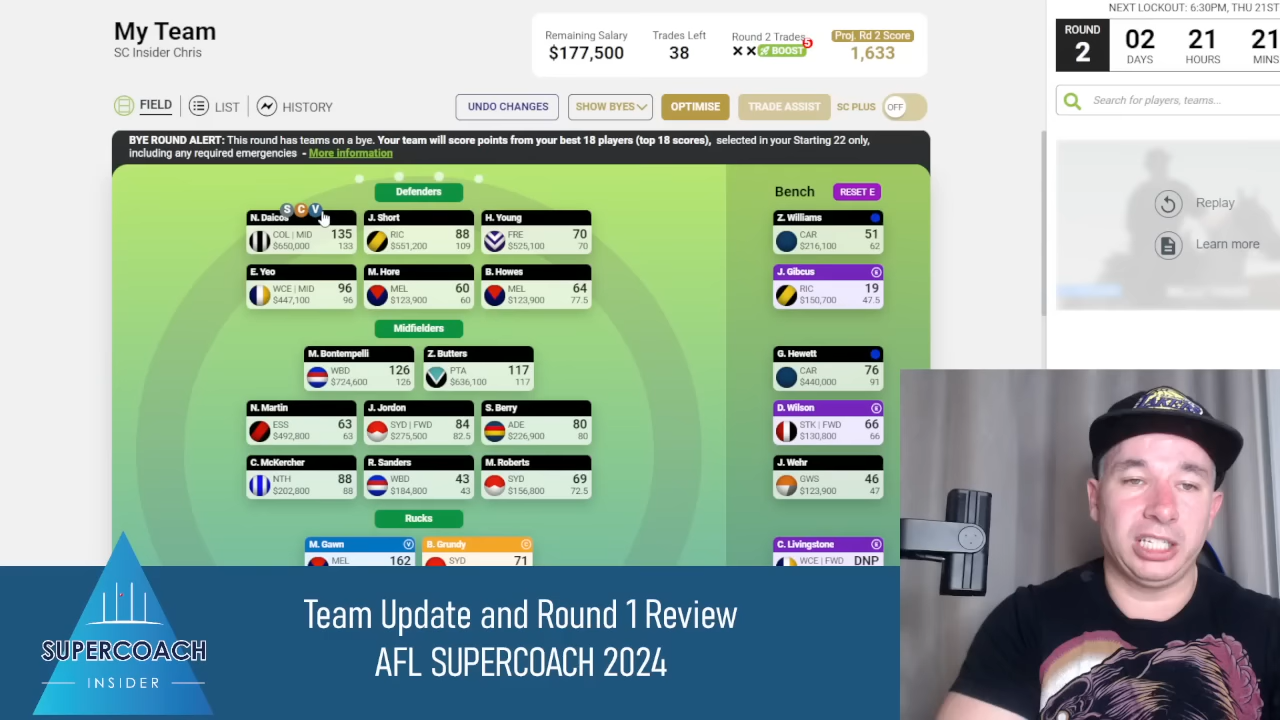 My Team
SC Insider Chris
Remaining Salary
$177,500
Trades Left
38
Round 2 Trades
5
BOOST
Proj. Rd 2 Score
1,633
NEXT LOCKOUT: 6:30PM, THU 21ST
ROUND
2
02
DAYS
21
HOURS
21
MINS
FIELD
LIST
HISTORY
UNDO CHANGES
SHOW BYES
OPTIMISE
TRADE ASSIST
SC PLUS
OFF
Search for players, teams...
BYE ROUND ALERT: This round has teams on a bye. Your team will score points from your best 18 players (top 18 scores), selected in your Starting 22 only,
including any required emergencies - More information
Replay
Learn more
Defenders
Bench
RESET E
S C V
N. Daicos
COL | MID 135
$650,000 133
J. Short
RIC 88
$551,200 109
H. Young
FRE 70
$525,100 70
Z. Williams
CAR 51
$216,100 62
E. Yeo
WCE | MID 96
$447,100 96
M. Hore
MEL 60
$123,900 60
B. Howes
MEL 64
$123,900 77.5
J. Gibcus E
RIC 19
$150,700 47.5
Midfielders
M. Bontempelli
WBD 126
$724,600 126
Z. Butters
PTA 117
$636,100 117
G. Hewett
CAR 76
$440,000 91
N. Martin
ESS 63
$492,800 63
J. Jordon
SYD | FWD 84
$275,500 82.5
S. Berry
ADE 80
$226,900 80
D. Wilson E
STK | FWD 66
$130,800 66
C. McKercher
NTH 88
$202,800 88
R. Sanders
WBD 43
$184,800 43
M. Roberts
SYD 69
$156,800 72.5
J. Wehr
GWS 46
$123,900 47
Rucks
M. Gawn V
MEL 162
B. Grundy C
SYD 71
C. Livingstone E
WCE | FWD DNP
SUPERCOACH
INSIDER
Team Update and Round 1 Review
AFL SUPERCOACH 2024